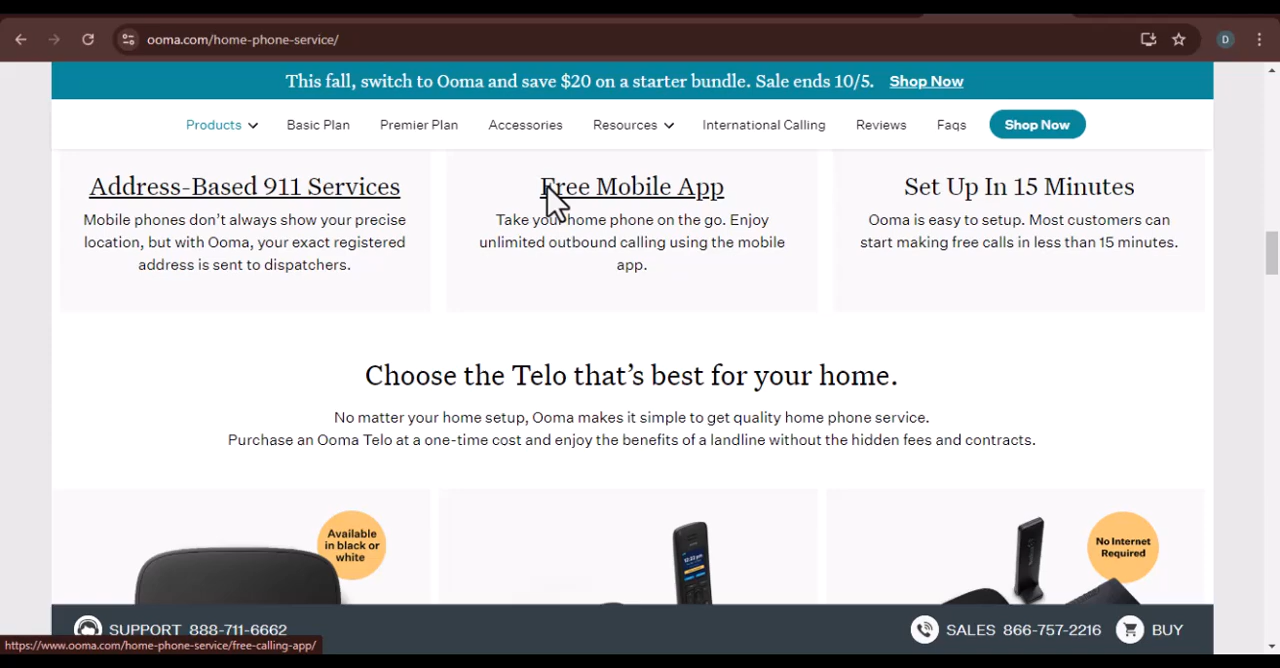 ooma.com/home-phone-service/
D
This fall, switch to Ooma and save $20 on a starter bundle. Sale ends 10/5. Shop Now
Products Basic Plan Premier Plan Accessories Resources International Calling Reviews Faqs Shop Now
Address-Based 911 Services
Mobile phones don’t always show your precise
location, but with Ooma, your exact registered
address is sent to dispatchers.
Free Mobile App
Take your home phone on the go. Enjoy
unlimited outbound calling using the mobile
app.
Set Up In 15 Minutes
Ooma is easy to setup. Most customers can
start making free calls in less than 15 minutes.
Choose the Telo that’s best for your home.
No matter your home setup, Ooma makes it simple to get quality home phone service.
Purchase an Ooma Telo at a one-time cost and enjoy the benefits of a landline without the hidden fees and contracts.
Available
in black or
white
No Internet
Required
SUPPORT 888-711-6662
SALES 866-757-2216
BUY
https://www.ooma.com/home-phone-service/free-calling-app/